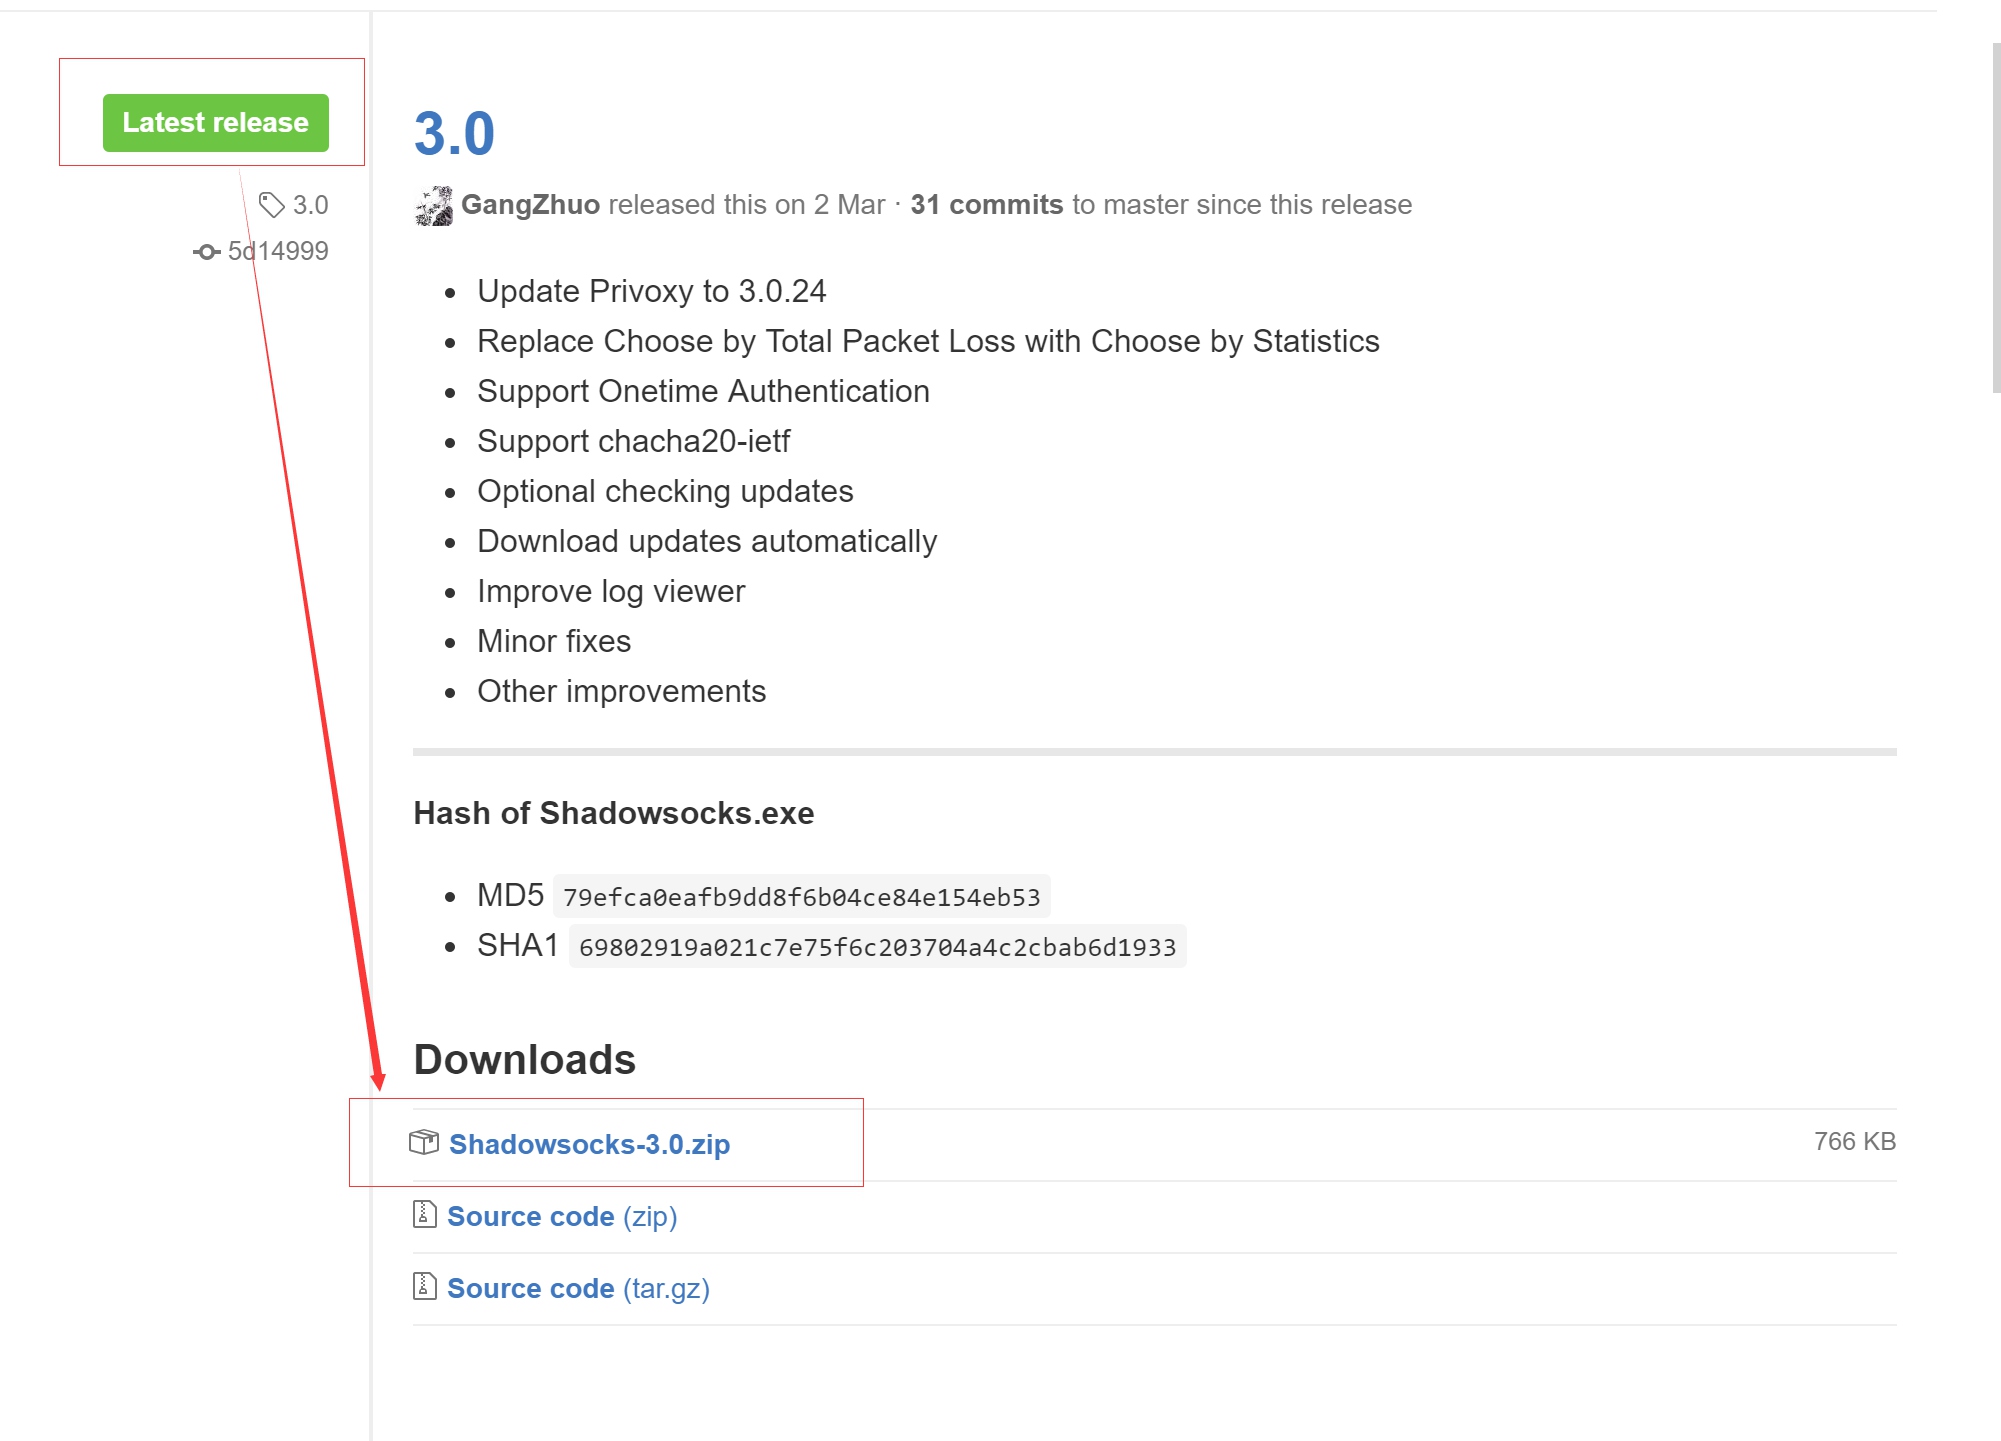 Latest release
3.0
5d14999
3.0
GangZhuo released this on 2 Mar · 31 commits to master since this release
Update Privoxy to 3.0.24
Replace Choose by Total Packet Loss with Choose by Statistics
Support Onetime Authentication
Support chacha20-ietf
Optional checking updates
Download updates automatically
Improve log viewer
Minor fixes
Other improvements
Hash of Shadowsocks.exe
MD5 79efca0eafb9dd8f6b04ce84e154eb53
SHA1 69802919a021c7e75f6c203704a4c2cbab6d1933
Downloads
Shadowsocks-3.0.zip 766 KB
Source code (zip)
Source code (tar.gz)